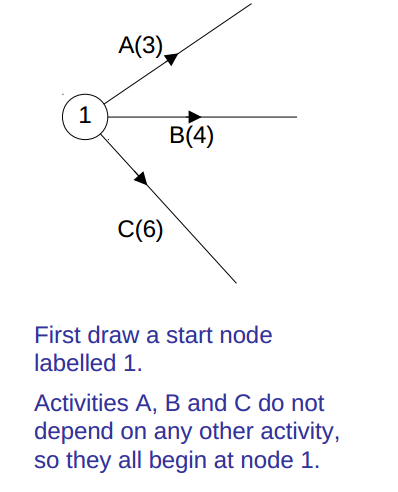 A(3)
1
B(4)
C(6)
First draw a start node
labelled 1.
Activities A, B and C do not
depend on any other activity,
so they all begin at node 1.